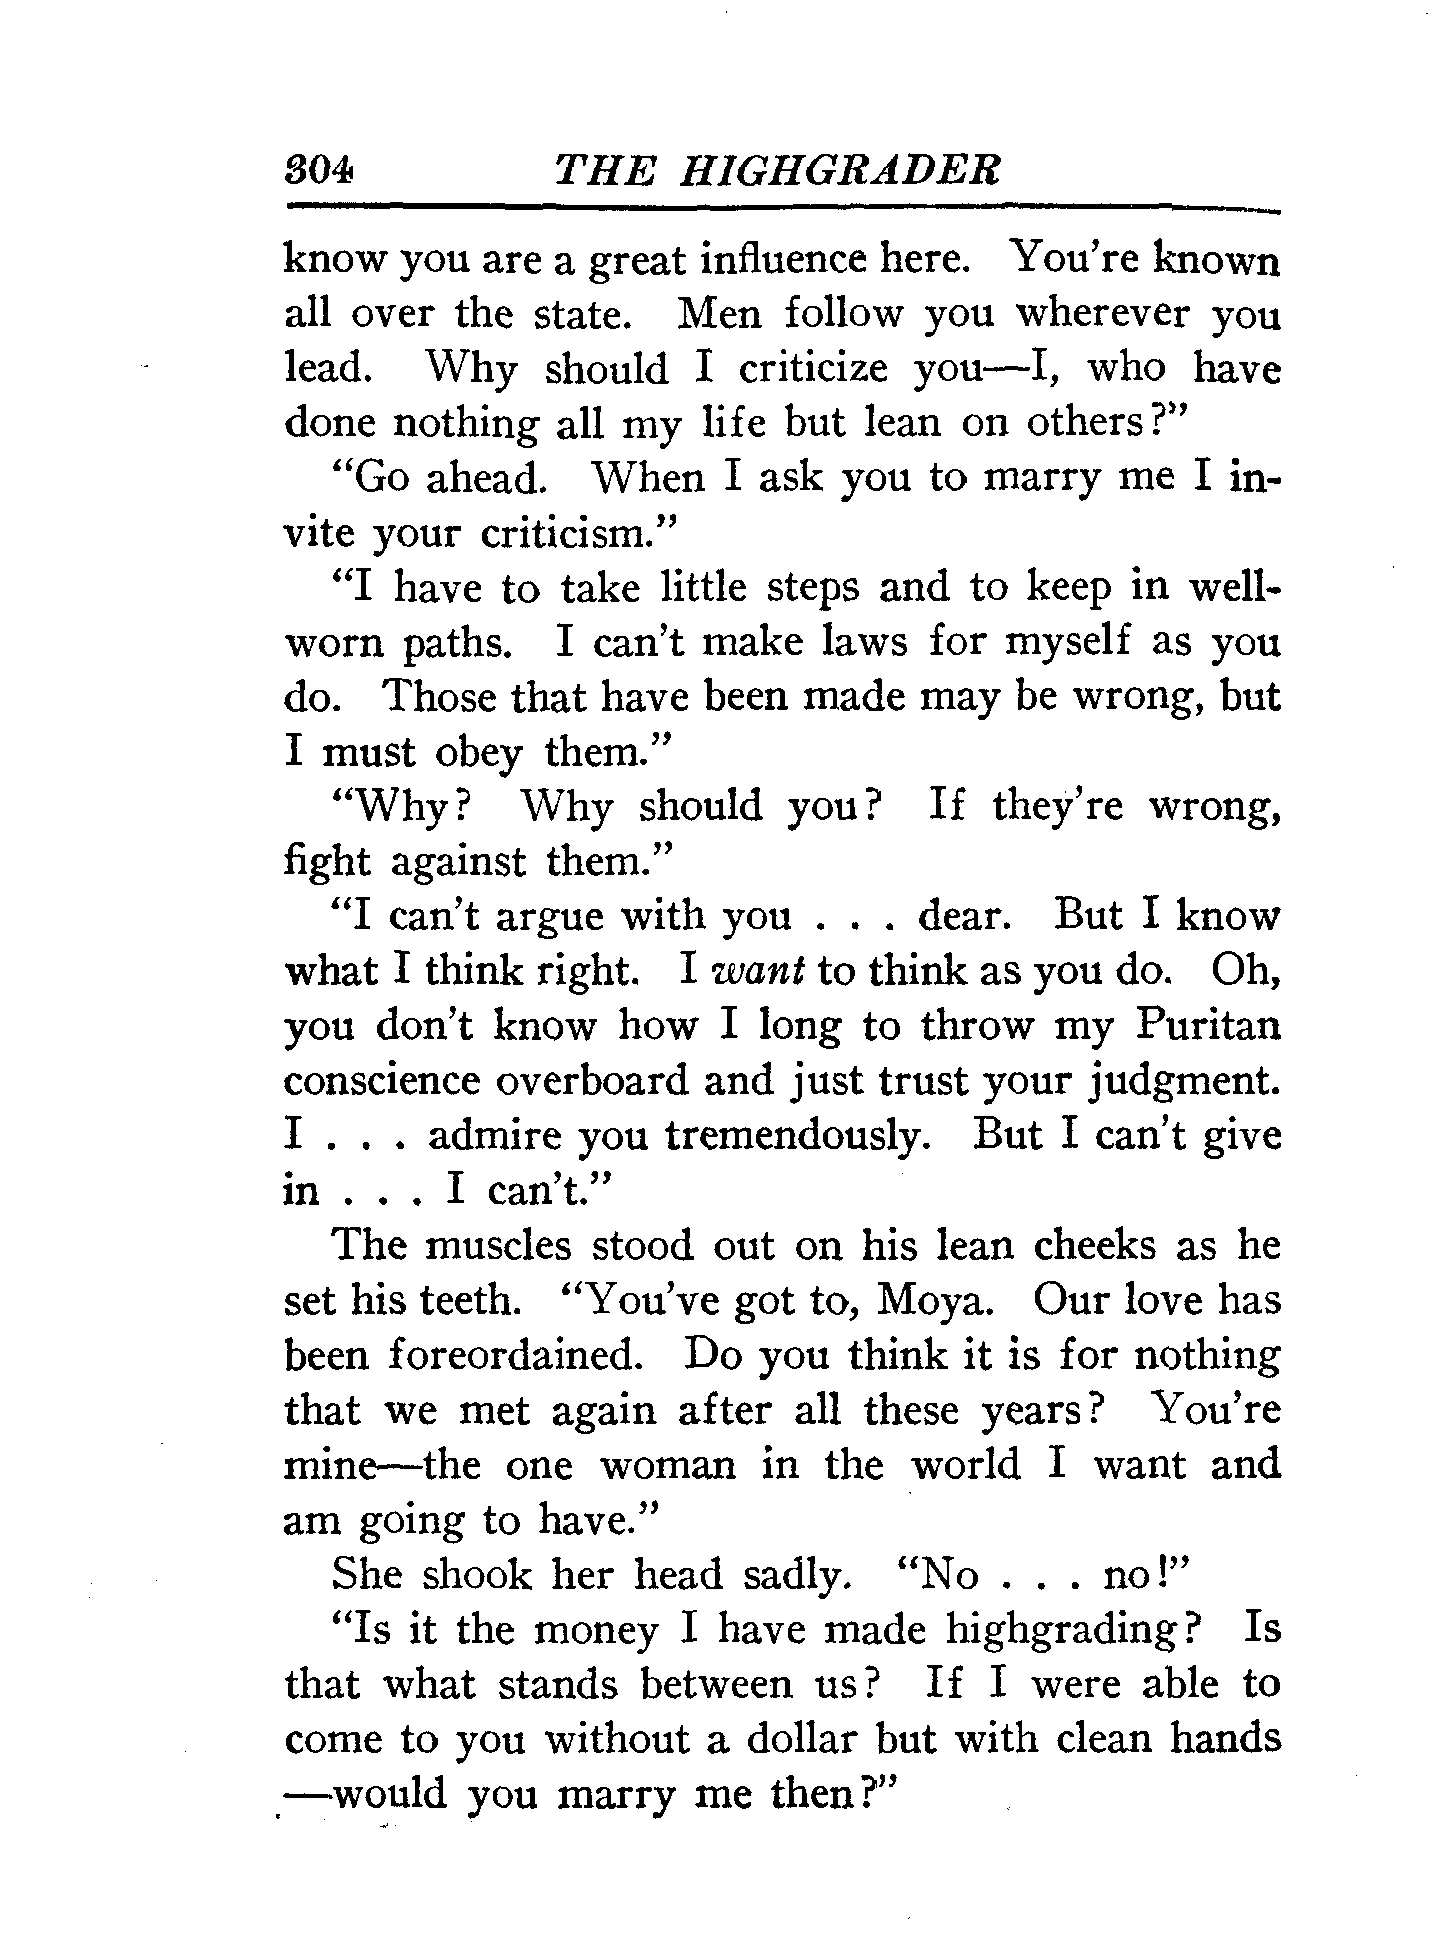 304 THE HIGHGRADER
know you are a great influence here. You're known
all over the state. Men follow you wherever you
lead. Why should I criticize you—I, who have
done nothing all my life but lean on others?"
"Go ahead. When I ask you to marry me I in-
vite your criticism."
"I have to take little steps and to keep in well-
worn paths. I can't make laws for myself as you
do. Those that have been made may be wrong, but
I must obey them."
"Why? Why should you? If they're wrong,
fight against them."
"I can't argue with you . . . dear. But I know
what I think right. I want to think as you do. Oh,
you don't know how I long to throw my Puritan
conscience overboard and just trust your judgment.
I . . . admire you tremendously. But I can't give
in . . . I can't."
The muscles stood out on his lean cheeks as he
set his teeth. "You've got to, Moya. Our love has
been foreordained. Do you think it is for nothing
that we met again after all these years? You're
mine—the one woman in the world I want and
am going to have."
She shook her head sadly. "No . . . no!"
"Is it the money I have made highgrading? Is
that what stands between us? If I were able to
come to you without a dollar but with clean hands
—would you marry me then?"